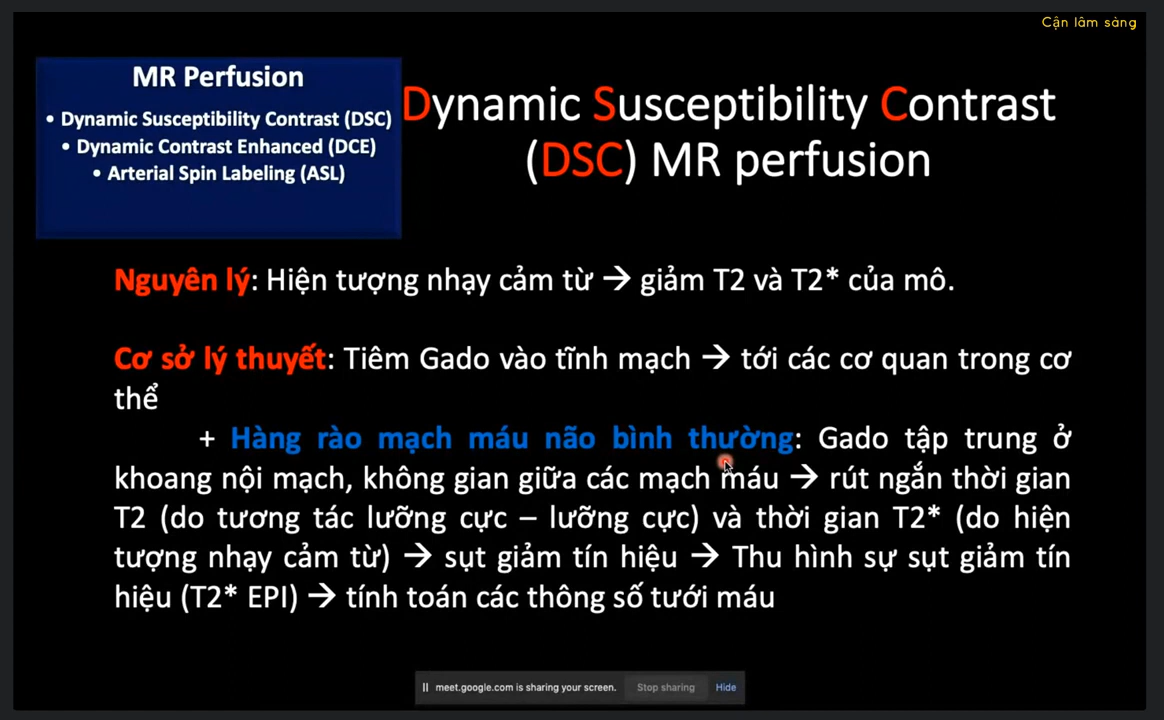 Cận lâm sàng
MR Perfusion
• Dynamic Susceptibility Contrast (DSC)
• Dynamic Contrast Enhanced (DCE)
• Arterial Spin Labeling (ASL)
Dynamic Susceptibility Contrast
(DSC) MR perfusion
Nguyên lý: Hiện tượng nhạy cảm từ → giảm T2 và T2* của mô.
Cơ sở lý thuyết: Tiêm Gado vào tĩnh mạch → tới các cơ quan trong cơ
thể
+ Hàng rào mạch máu não bình thường: Gado tập trung ở
khoang nội mạch, không gian giữa các mạch máu → rút ngắn thời gian
T2 (do tương tác lưỡng cực – lưỡng cực) và thời gian T2* (do hiện
tượng nhạy cảm từ) → sụt giảm tín hiệu → Thu hình sự sụt giảm tín
hiệu (T2* EPI) → tính toán các thông số tưới máu
meet.google.com is sharing your screen. Stop sharing Hide